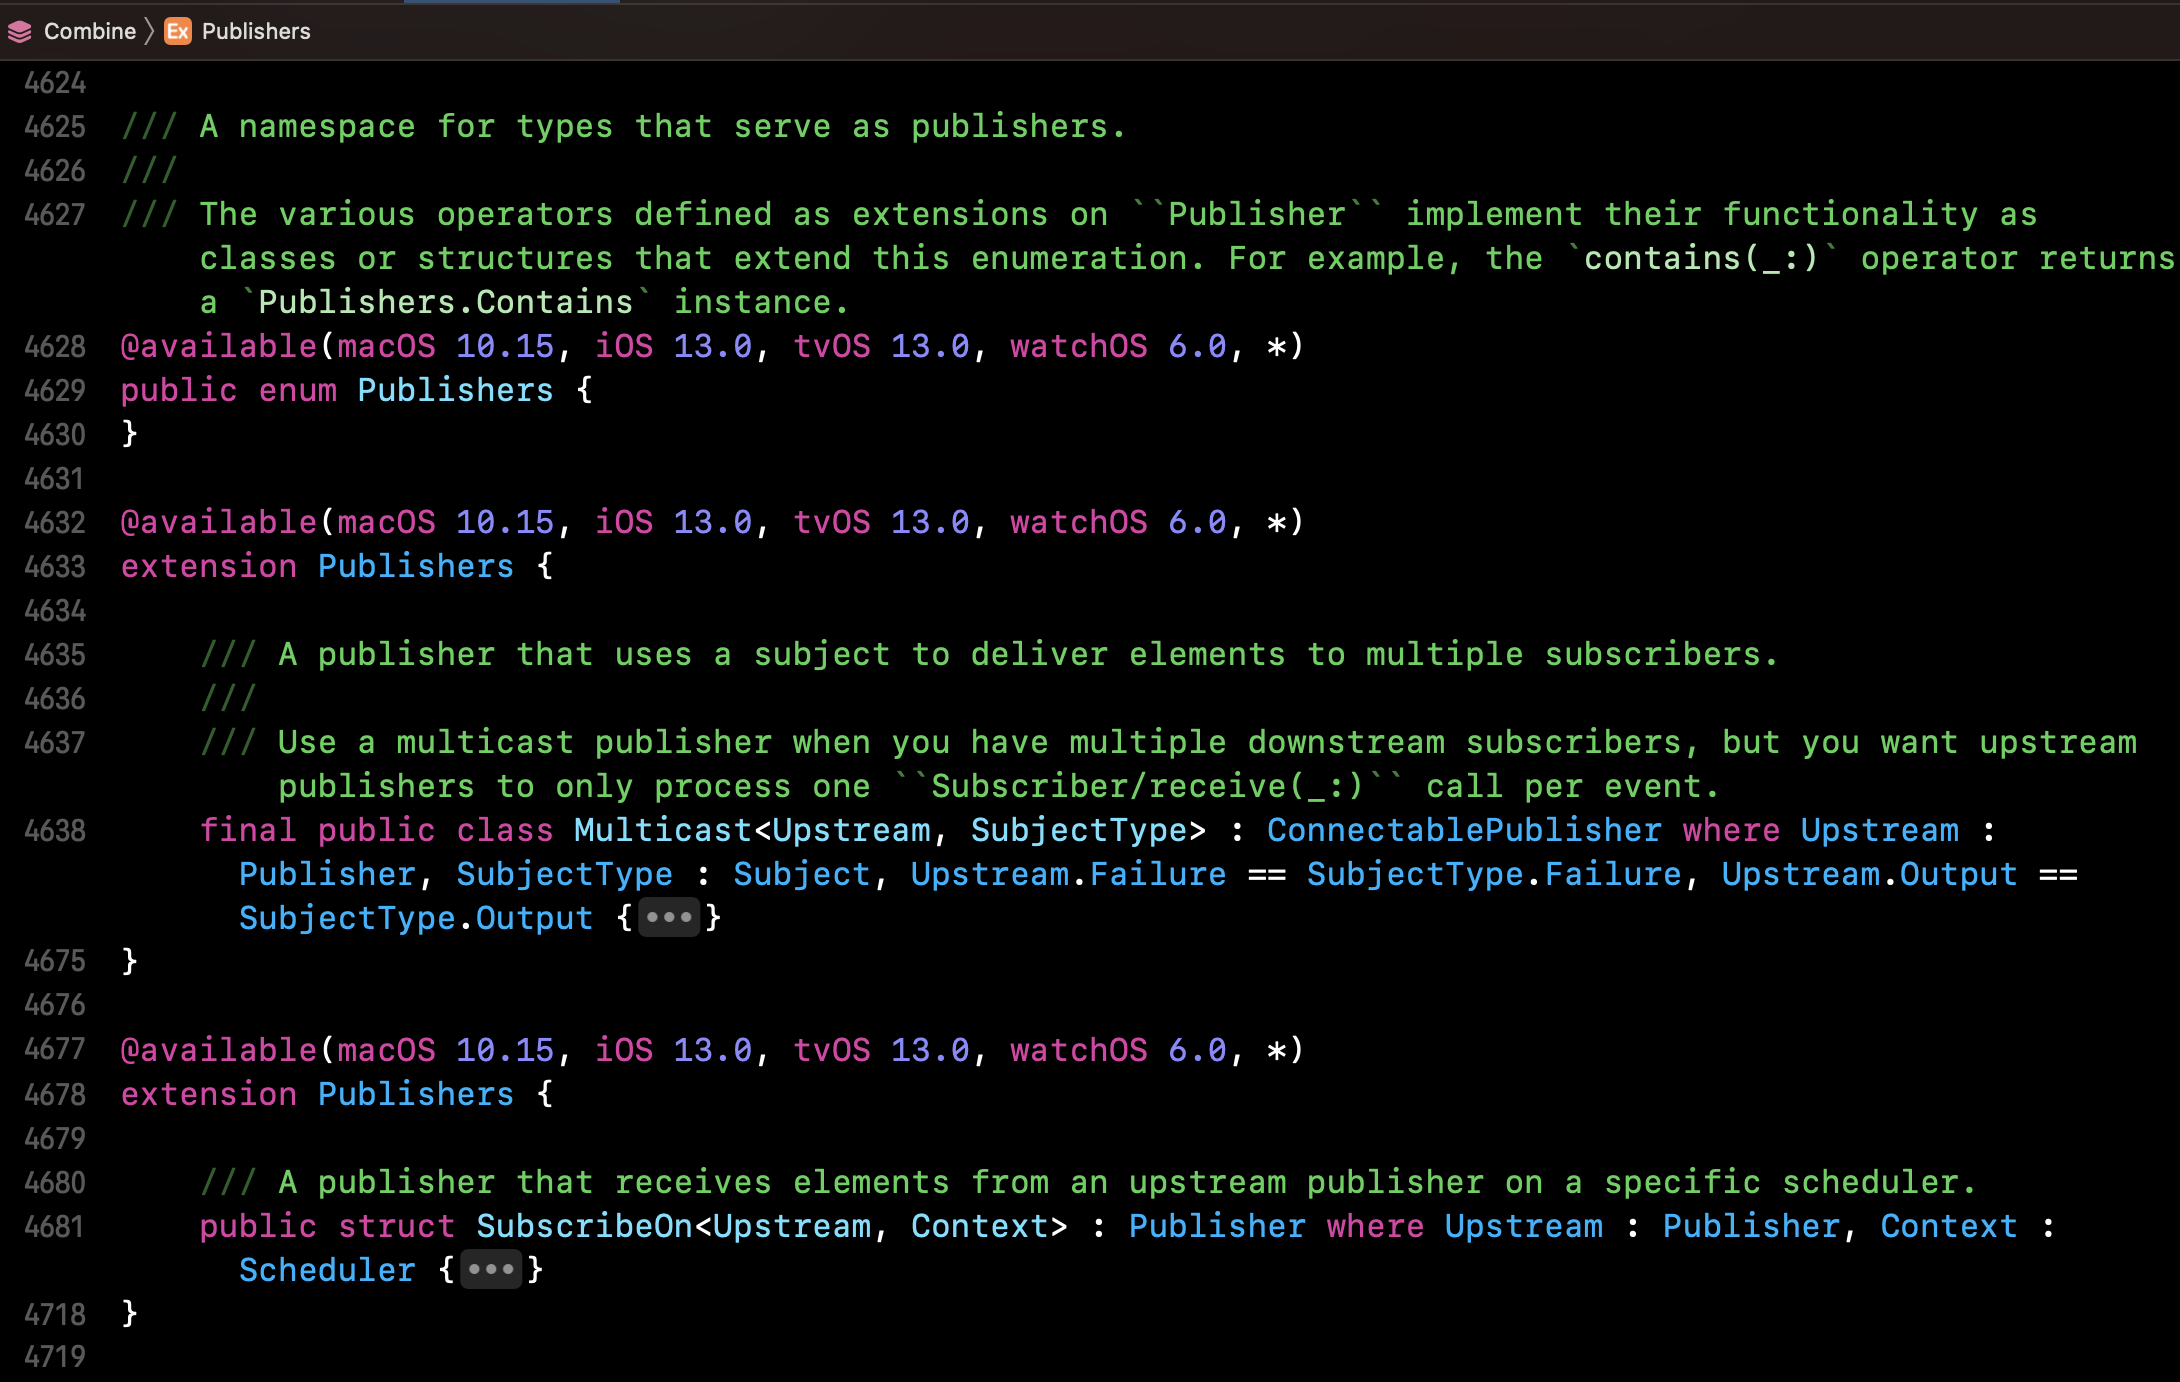 Combine 〉 Ex Publishers
4624
4625 /// A namespace for types that serve as publishers.
4626 ///
4627 /// The various operators defined as extensions on ``Publisher`` implement their functionality as
classes or structures that extend this enumeration. For example, the `contains(_:)` operator returns
a `Publishers.Contains` instance.
4628 @available(macOS 10.15, iOS 13.0, tvOS 13.0, watchOS 6.0, *)
4629 public enum Publishers {
4630 }
4631
4632 @available(macOS 10.15, iOS 13.0, tvOS 13.0, watchOS 6.0, *)
4633 extension Publishers {
4634
4635 /// A publisher that uses a subject to deliver elements to multiple subscribers.
4636 ///
4637 /// Use a multicast publisher when you have multiple downstream subscribers, but you want upstream
publishers to only process one ``Subscriber/receive(_:)`` call per event.
4638 final public class Multicast<Upstream, SubjectType> : ConnectablePublisher where Upstream :
Publisher, SubjectType : Subject, Upstream.Failure == SubjectType.Failure, Upstream.Output ==
SubjectType.Output {•••}
4675 }
4676
4677 @available(macOS 10.15, iOS 13.0, tvOS 13.0, watchOS 6.0, *)
4678 extension Publishers {
4679
4680 /// A publisher that receives elements from an upstream publisher on a specific scheduler.
4681 public struct SubscribeOn<Upstream, Context> : Publisher where Upstream : Publisher, Context :
Scheduler {•••}
4718 }
4719